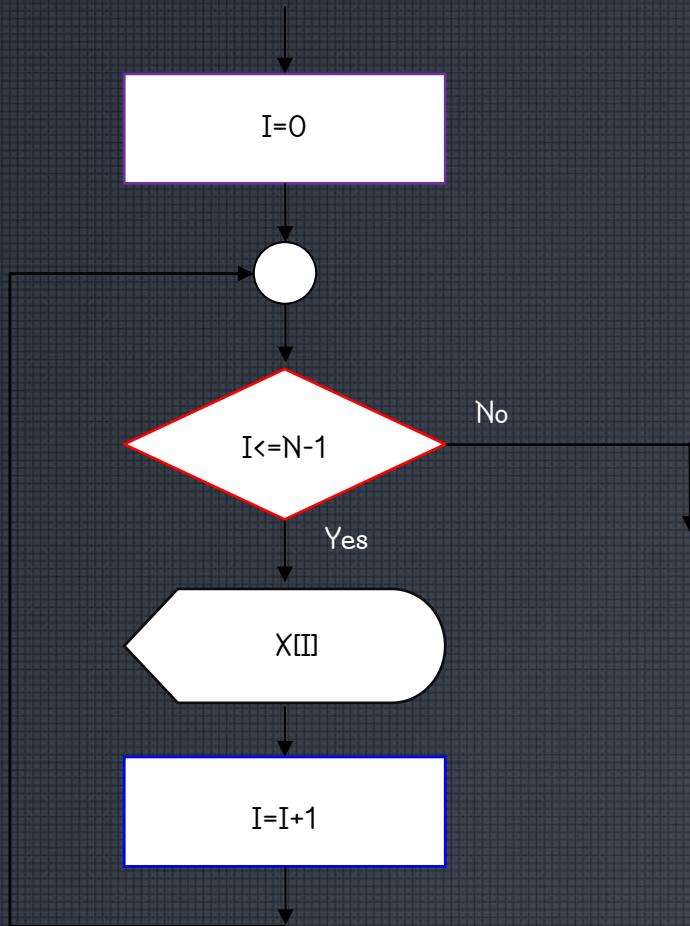 I=0
I<=N-1
No
Yes
X[I]
I=I+1